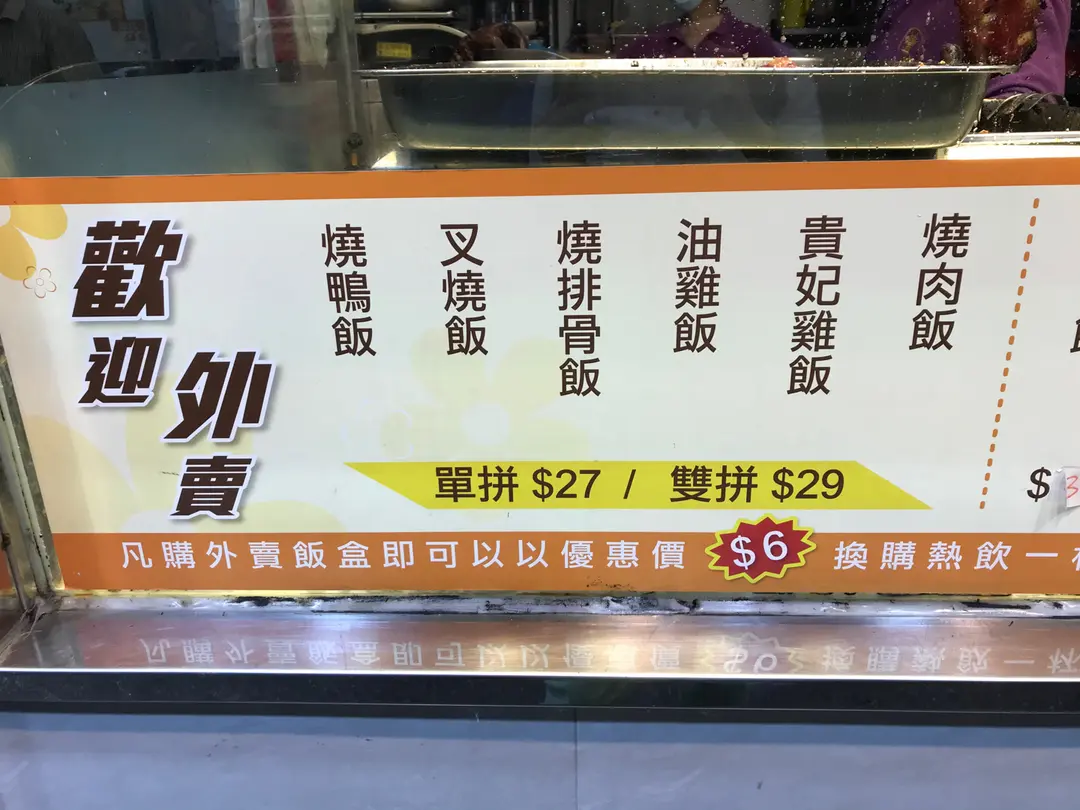 歡迎
外賣
燒鴨飯
叉燒飯
燒排骨飯
油雞飯
貴妃雞飯
燒肉飯
單拼 $27 / 雙拼 $29
$3
凡購外賣飯盒即可以以優惠價 $6 換購熱飲一杯